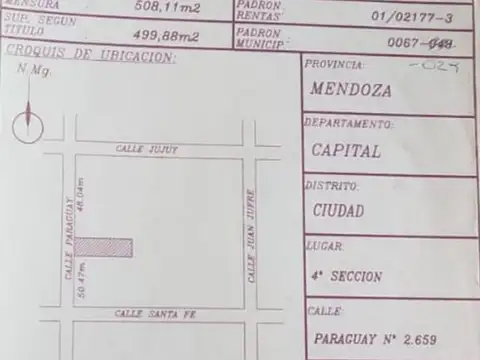 MENSURA 508,11m2
PADRON RENTAS 01/02177-3
SUP. SEGUN TITULO 499,88m2
PADRON MUNICIP. 0067-
-024
CROQUIS DE UBICACION:
N Mg.
CALLE JUJUY
CALLE PARAGUAY
48.04m.
50.47m.
CALLE JUAN JUFRE
CALLE SANTA FE
PROVINCIA:
MENDOZA
DEPARTAMENTO:
CAPITAL
DISTRITO:
CIUDAD
LUGAR:
4ª SECCION
CALLE:
PARAGUAY Nº 2.659